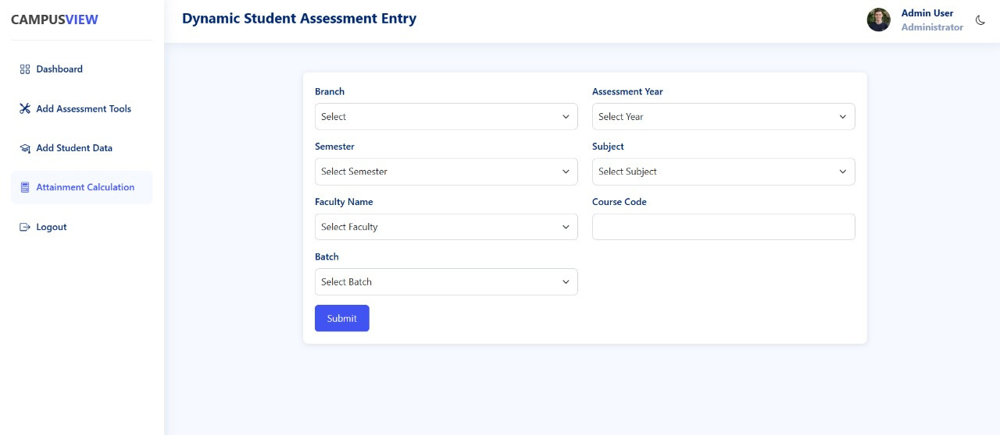 CAMPUSVIEW
Dashboard
Add Assessment Tools
Add Student Data
Attainment Calculation
Logout
Dynamic Student Assessment Entry
Admin User
Administrator
Branch
Select
Assessment Year
Select Year
Semester
Select Semester
Subject
Select Subject
Faculty Name
Select Faculty
Course Code
Batch
Select Batch
Submit